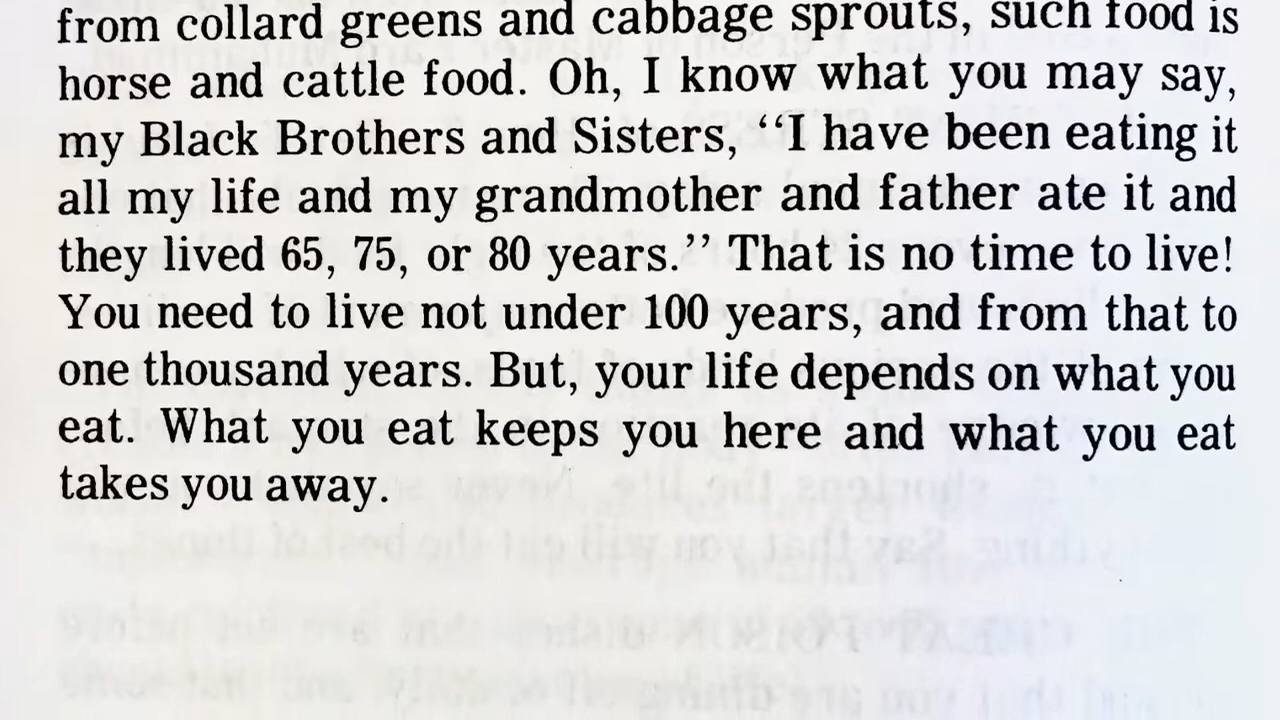 from collard greens and cabbage sprouts, such food is
horse and cattle food. Oh, I know what you may say,
my Black Brothers and Sisters, “I have been eating it
all my life and my grandmother and father ate it and
they lived 65, 75, or 80 years.” That is no time to live!
You need to live not under 100 years, and from that to
one thousand years. But, your life depends on what you
eat. What you eat keeps you here and what you eat
takes you away.